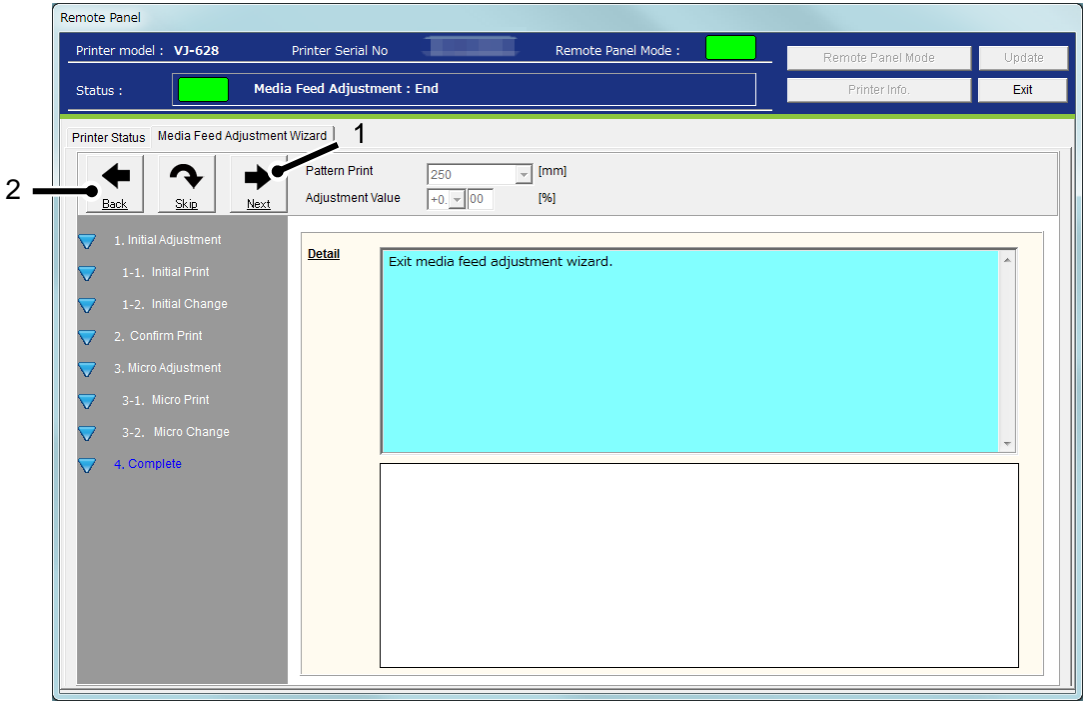 Remote Panel
Printer model : VJ-628 Printer Serial No Remote Panel Mode :
Remote Panel Mode Update
Status : Media Feed Adjustment : End
Printer Info. Exit
Printer Status Media Feed Adjustment Wizard 1
2
Back Skip Next
Pattern Print 250 [mm]
Adjustment Value +0. 00 [%]
1. Initial Adjustment
1-1. Initial Print
1-2. Initial Change
2. Confirm Print
3. Micro Adjustment
3-1. Micro Print
3-2. Micro Change
4. Complete
Detail
Exit media feed adjustment wizard.